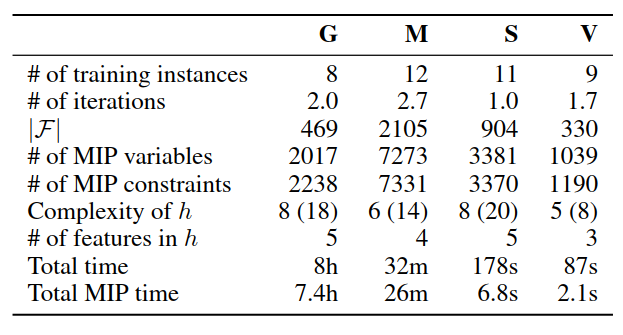 G M S V
# of training instances 8 12 11 9
# of iterations 2.0 2.7 1.0 1.7
|ℱ| 469 2105 904 330
# of MIP variables 2017 7273 3381 1039
# of MIP constraints 2238 7331 3370 1190
Complexity of h 8 (18) 6 (14) 8 (20) 5 (8)
# of features in h 5 4 5 3
Total time 8h 32m 178s 87s
Total MIP time 7.4h 26m 6.8s 2.1s